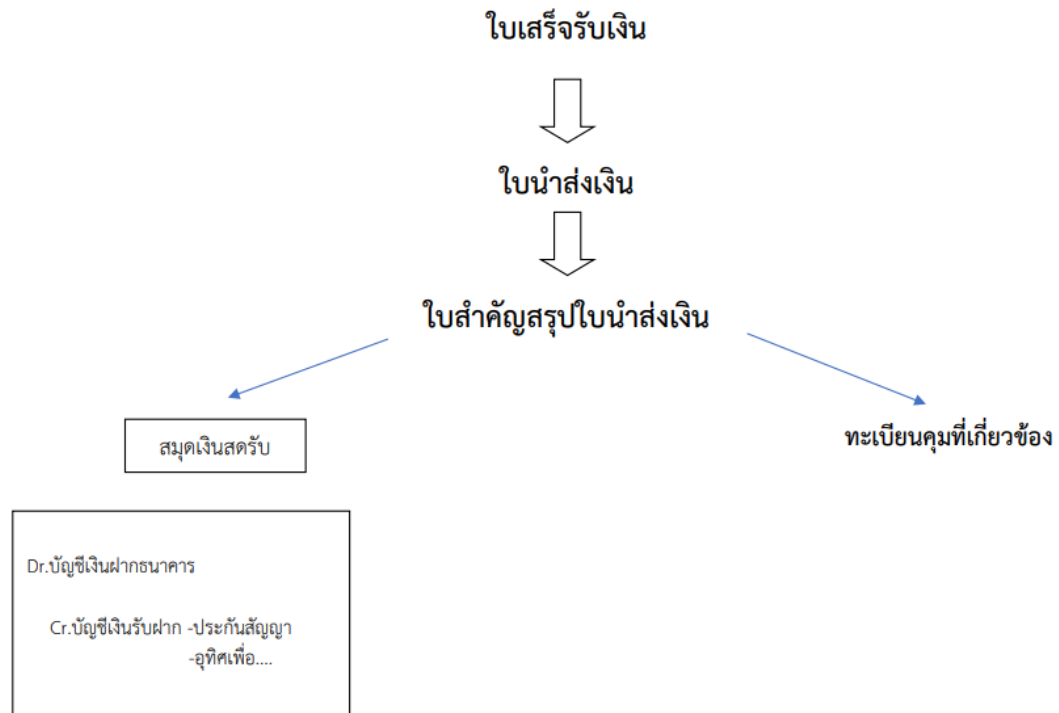 ใบเสร็จรับเงิน
ใบนำส่งเงิน
ใบสำคัญสรุปใบนำส่งเงิน
สมุดเงินสดรับ
ทะเบียนคุมที่เกี่ยวข้อง
Dr.บัญชีเงินฝากธนาคาร
Cr.บัญชีเงินรับฝาก -ประกันสัญญา
-อุทิศเพื่อ....